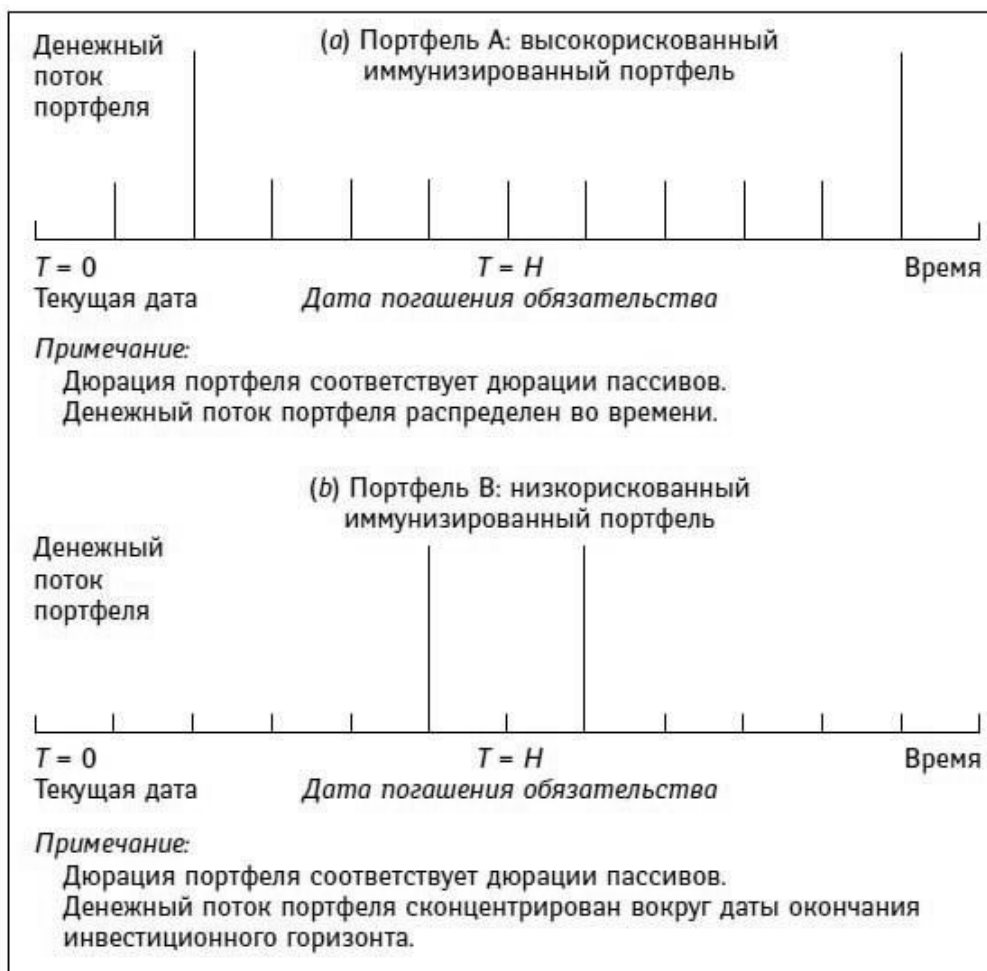 (a) Портфель А: высокорискованный
иммунизированный портфель
Денежный
поток
портфеля
T = 0
T = H
Время
Текущая дата
Дата погашения обязательства
Примечание:
Дюрация портфеля соответствует дюрации пассивов.
Денежный поток портфеля распределен во времени.
(b) Портфель В: низкорискованный
иммунизированный портфель
Денежный
поток
портфеля
T = 0
T = H
Время
Текущая дата
Дата погашения обязательства
Примечание:
Дюрация портфеля соответствует дюрации пассивов.
Денежный поток портфеля сконцентрирован вокруг даты окончания
инвестиционного горизонта.